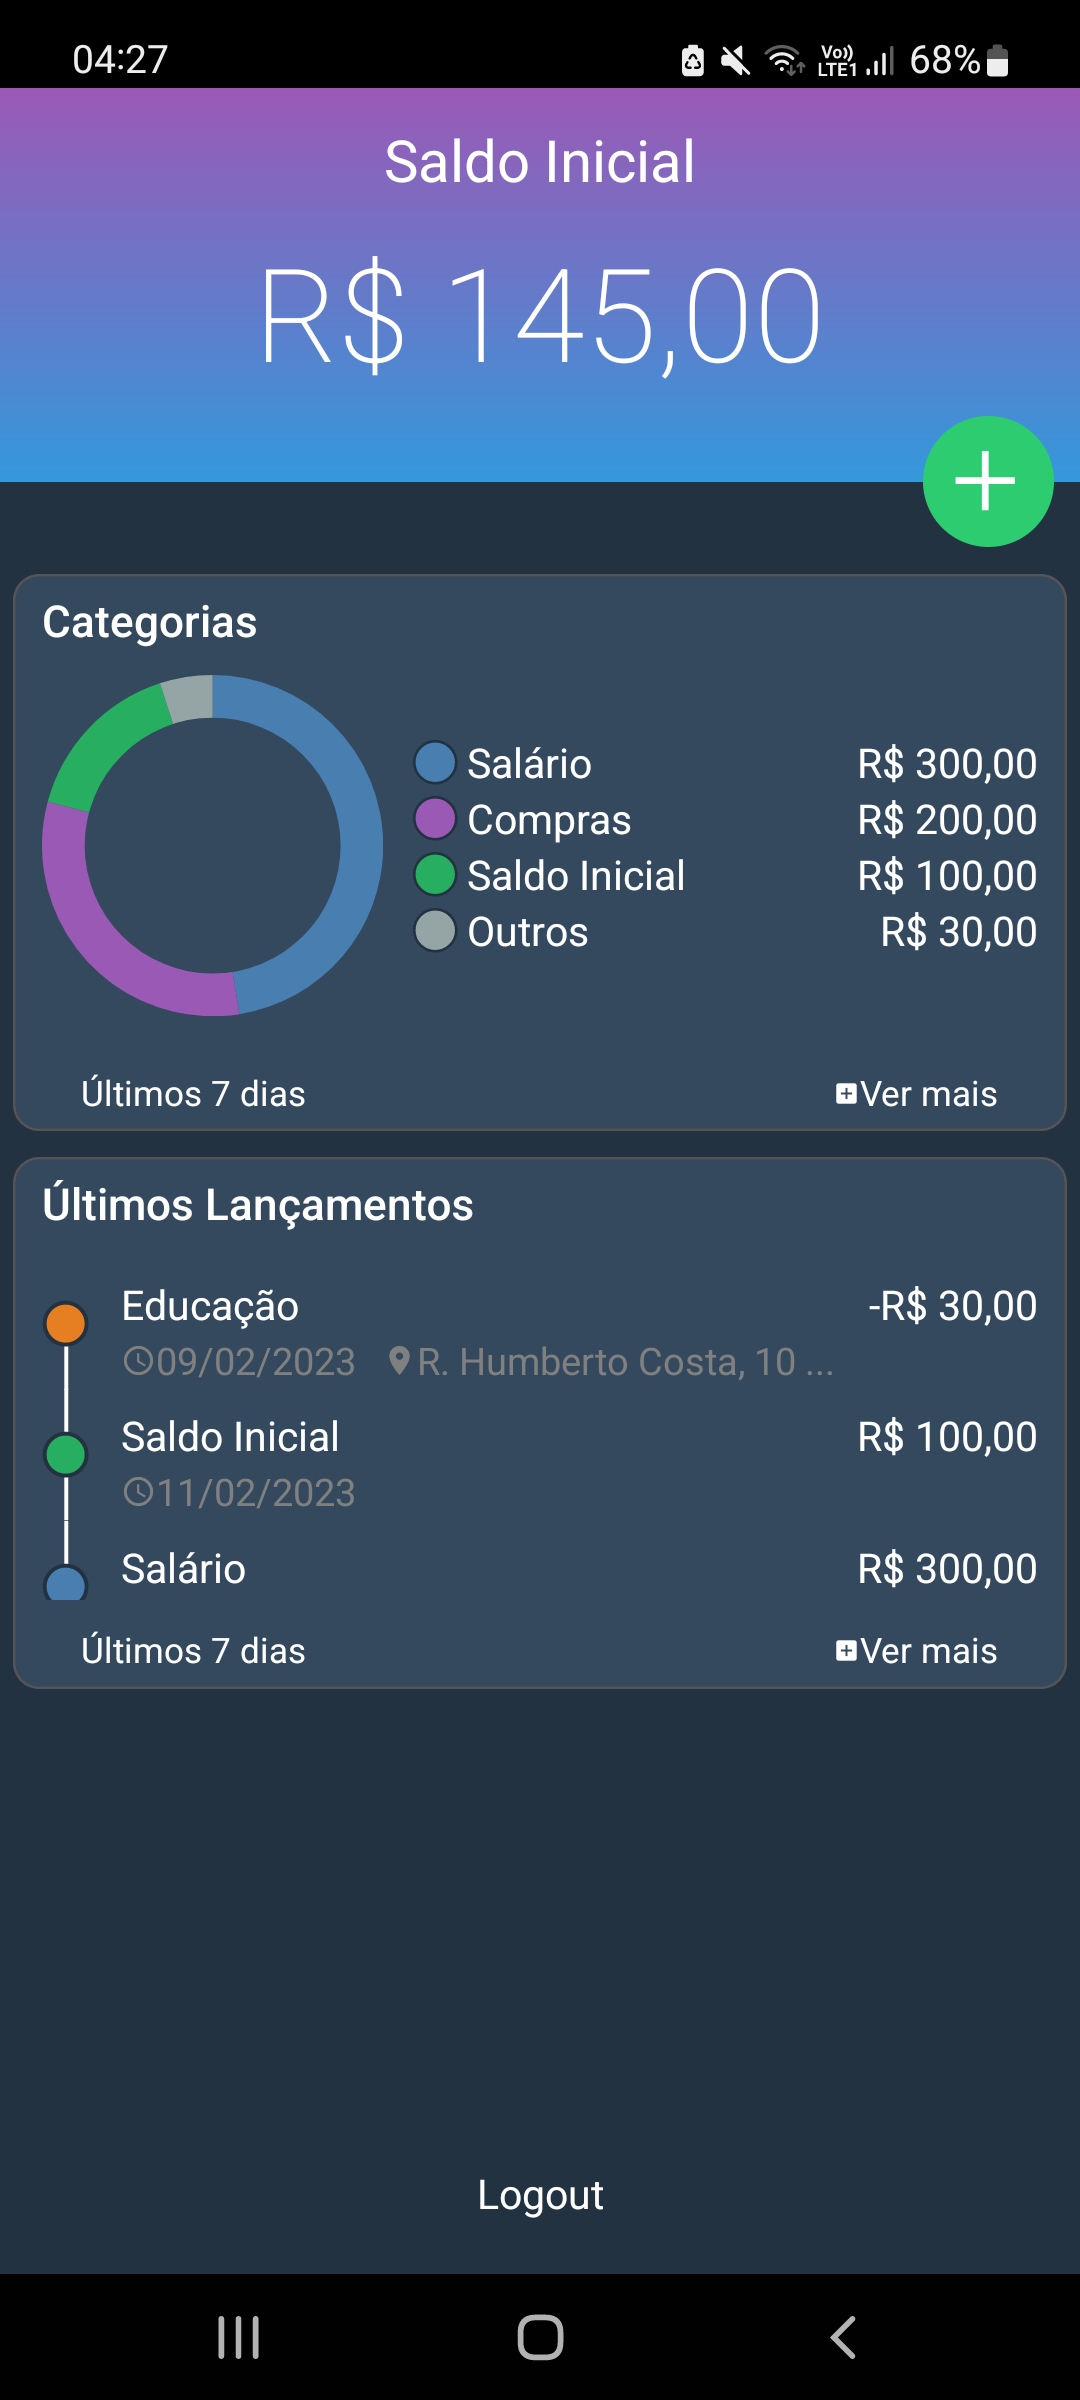 04:27 Vo)) LTE1 68%
Saldo Inicial
R$ 145,00
Categorias
Salário R$ 300,00
Compras R$ 200,00
Saldo Inicial R$ 100,00
Outros R$ 30,00
Últimos 7 dias Ver mais
Últimos Lançamentos
Educação -R$ 30,00
09/02/2023 R. Humberto Costa, 10 ...
Saldo Inicial R$ 100,00
11/02/2023
Salário R$ 300,00
Últimos 7 dias Ver mais
Logout